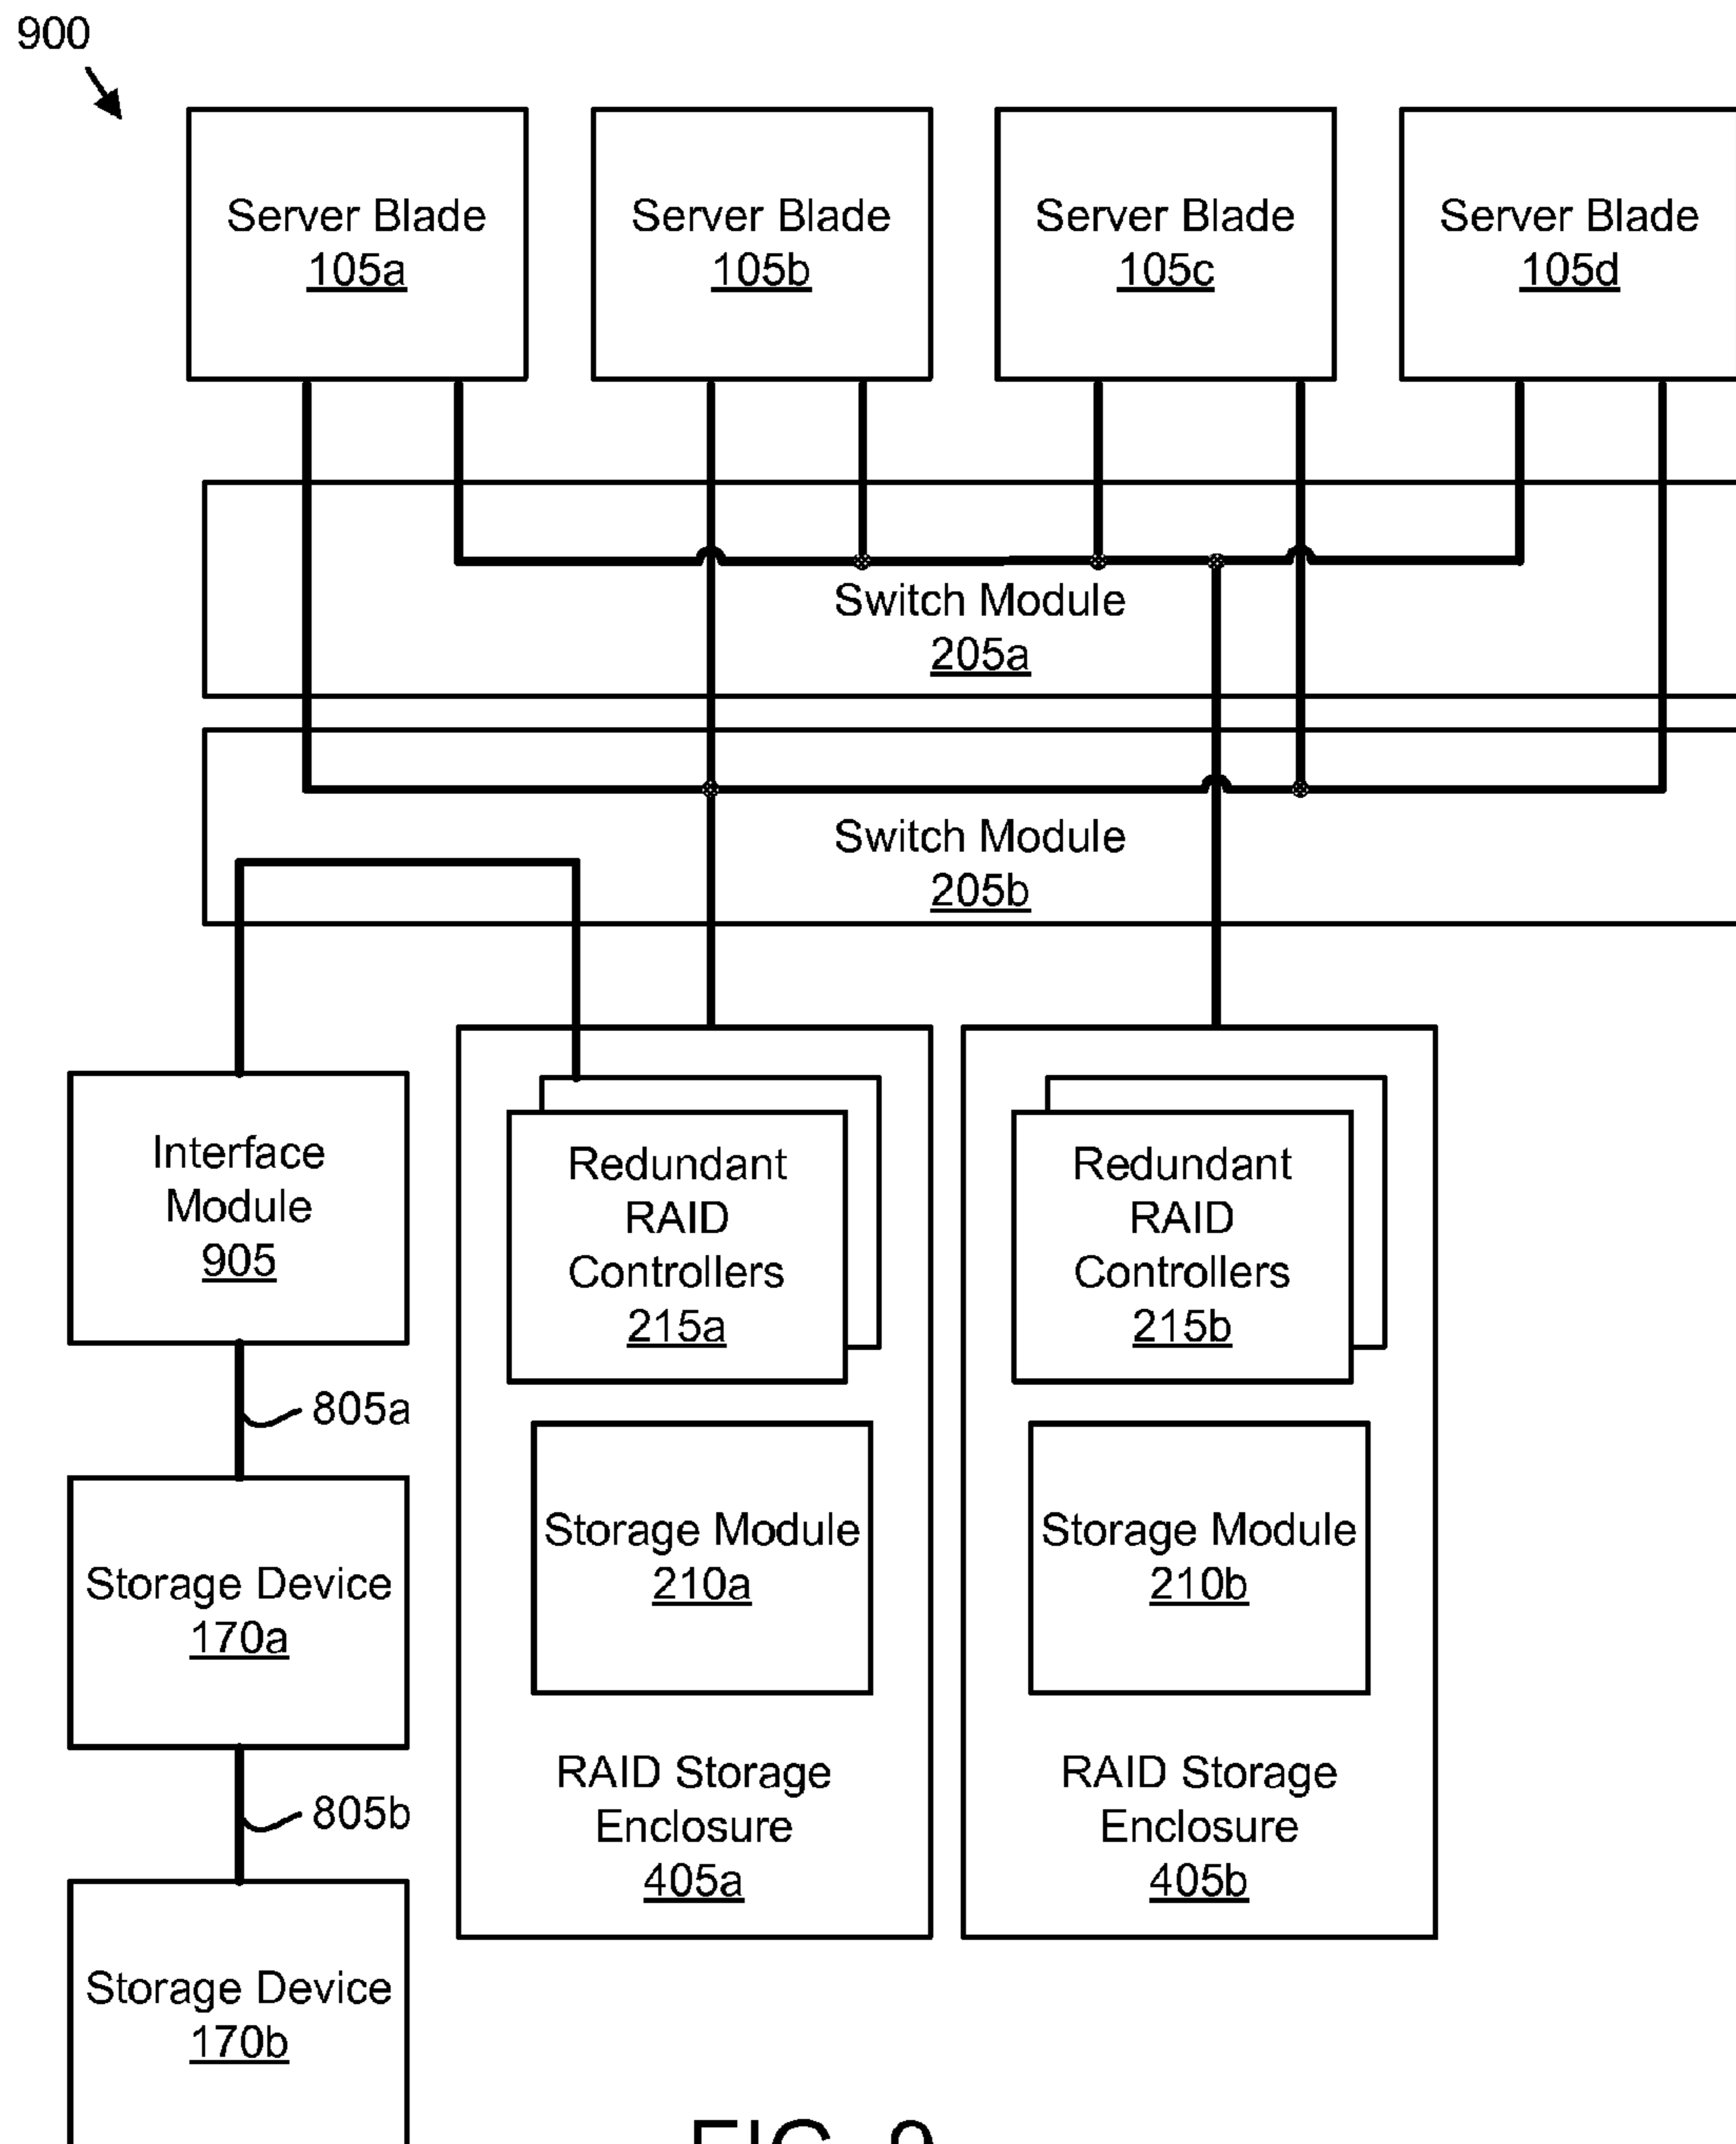 900
Server Blade
105a
Server Blade
105b
Server Blade
105c
Server Blade
105d
Switch Module
205a
Switch Module
205b
Interface
Module
905
Redundant
RAID
Controllers
215a
Redundant
RAID
Controllers
215b
805a
Storage Module
210a
Storage Module
210b
Storage Device
170a
RAID Storage
Enclosure
405a
RAID Storage
Enclosure
405b
805b
Storage Device
170b
FIG. 9